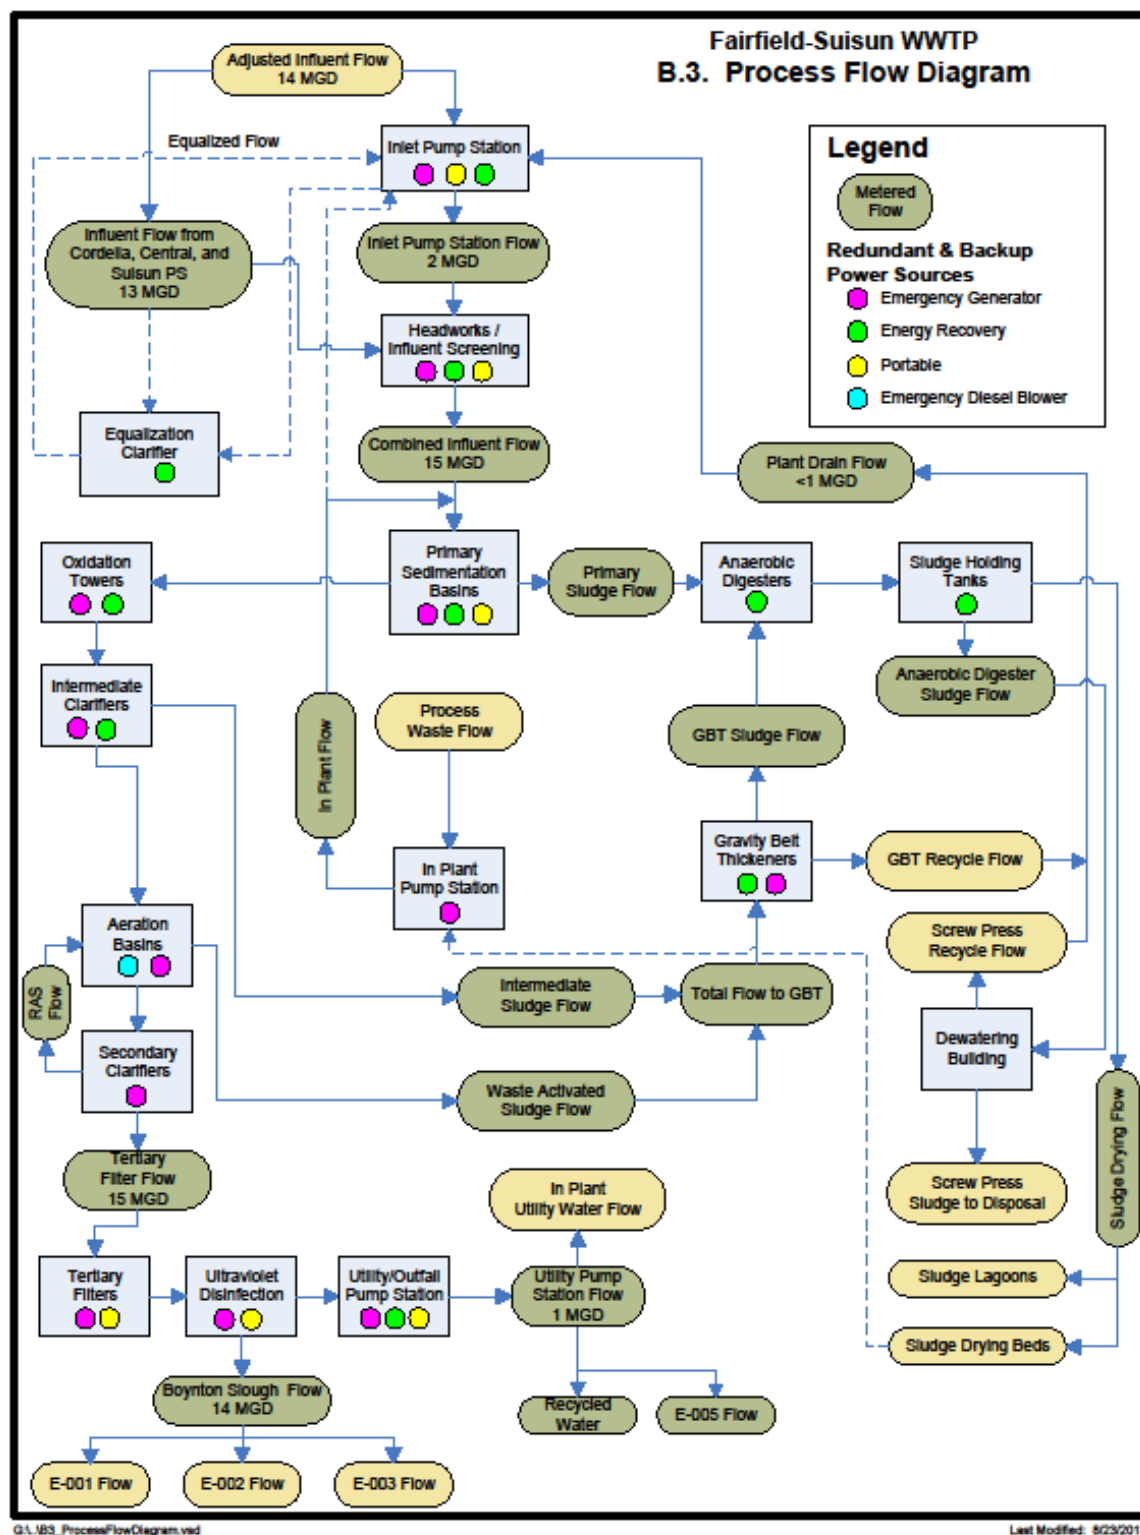 Fairfield-Suisun WWTP
B.3. Process Flow Diagram
Adjusted Influent Flow
14 MGD
Equalized Flow
Inlet Pump Station
Legend
Metered
Flow
Redundant & Backup
Power Sources
Emergency Generator
Energy Recovery
Portable
Emergency Diesel Blower
Influent Flow from
Cordelia, Central, and
Suisun PS
13 MGD
Inlet Pump Station Flow
2 MGD
Headworks /
Influent Screening
Equalization
Clarifier
Combined Influent Flow
15 MGD
Plant Drain Flow
<1 MGD
Oxidation
Towers
Primary
Sedimentation
Basins
Primary
Sludge Flow
Anaerobic
Digesters
Sludge Holding
Tanks
Intermediate
Clarifiers
Anaerobic Digester
Sludge Flow
In Plant Flow
Process
Waste Flow
GBT Sludge Flow
In Plant
Pump Station
Gravity Belt
Thickeners
GBT Recycle Flow
Aeration
Basins
Screw Press
Recycle Flow
RAS
Flow
Intermediate
Sludge Flow
Total Flow to GBT
Secondary
Clarifiers
Dewatering
Building
Waste Activated
Sludge Flow
Sludge Drying Flow
Tertiary
Filter Flow
15 MGD
In Plant
Utility Water Flow
Screw Press
Sludge to Disposal
Tertiary
Filters
Ultraviolet
Disinfection
Utility/Outfall
Pump Station
Utility Pump
Station Flow
1 MGD
Sludge Lagoons
Sludge Drying Beds
Boynton Slough Flow
14 MGD
Recycled
Water
E-005 Flow
E-001 Flow
E-002 Flow
E-003 Flow
G:\..\B3_ProcessFlowDiagram.vsd
Last Modified: